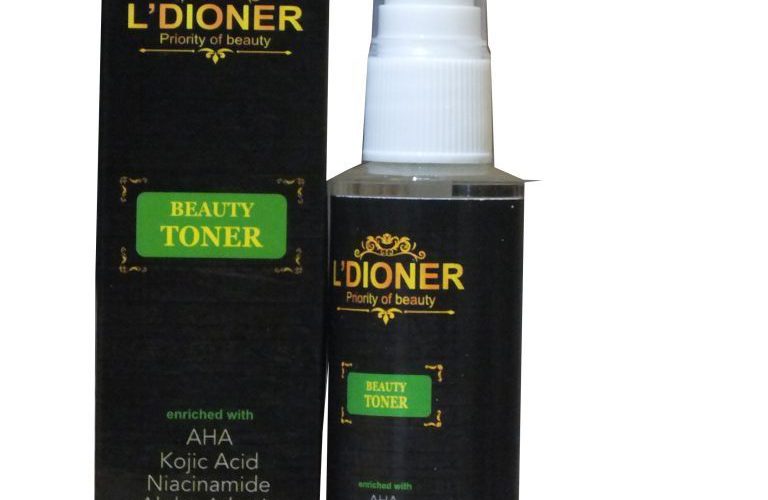 L'DIONER
Priority of beauty
BEAUTY
TONER
enriched with
AHA
Kojic Acid
Niacinamide
L'DIONER
Priority of beauty
BEAUTY
TONER
enriched with
AHA